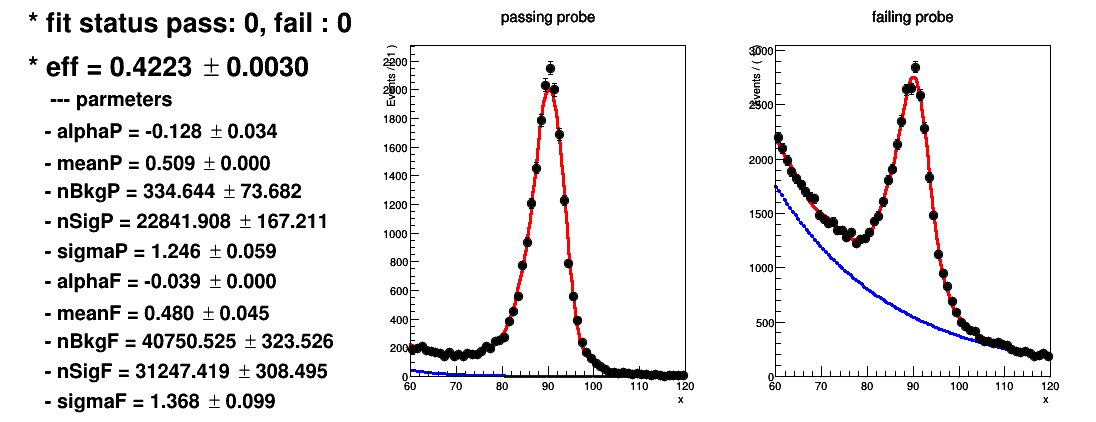 * fit status pass: 0, fail : 0
* eff = 0.4223 ± 0.0030
--- parmeters
- alphaP = -0.128 ± 0.034
- meanP = 0.509 ± 0.000
- nBkgP = 334.644 ± 73.682
- nSigP = 22841.908 ± 167.211
- sigmaP = 1.246 ± 0.059
- alphaF = -0.039 ± 0.000
- meanF = 0.480 ± 0.045
- nBkgF = 40750.525 ± 323.526
- nSigF = 31247.419 ± 308.495
- sigmaF = 1.368 ± 0.099
passing probe
Events / ( 1 )
2200
2000
1800
1600
1400
1200
1000
800
600
400
200
0
60 70 80 90 100 110 120
x
failing probe
Events / (
3000
2500
2000
1500
1000
500
0
60 70 80 90 100 110 120
x